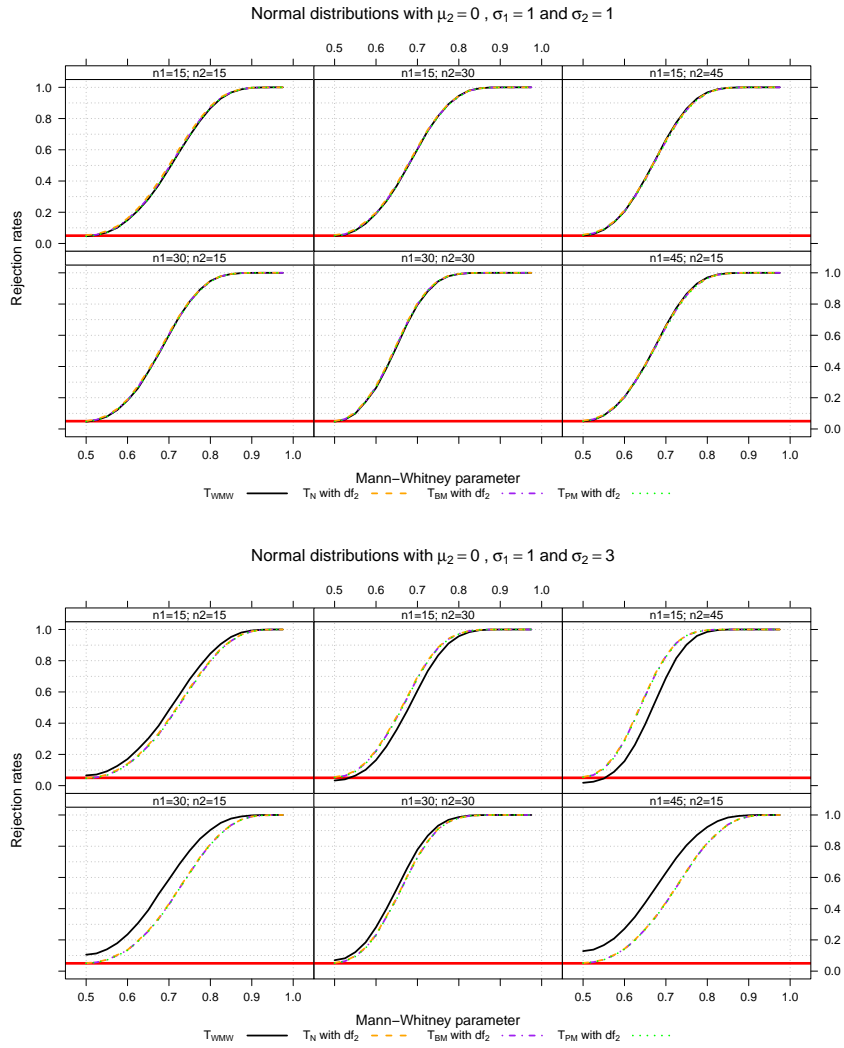 Normal distributions with μ₂ = 0 , σ₁ = 1 and σ₂ = 1
0.5 0.6 0.7 0.8 0.9 1.0
n1=15; n2=15 n1=15; n2=30 n1=15; n2=45
1.0
0.8
0.6
0.4
0.2
0.0
n1=30; n2=15 n1=30; n2=30 n1=45; n2=15
1.0
0.8
0.6
0.4
0.2
0.0
Rejection rates
0.5 0.6 0.7 0.8 0.9 1.0 0.5 0.6 0.7 0.8 0.9 1.0
Mann−Whitney parameter
T_WMW T_N with df₂ T_BM with df₂ T_PM with df₂
Normal distributions with μ₂ = 0 , σ₁ = 1 and σ₂ = 3
0.5 0.6 0.7 0.8 0.9 1.0
n1=15; n2=15 n1=15; n2=30 n1=15; n2=45
1.0
0.8
0.6
0.4
0.2
0.0
n1=30; n2=15 n1=30; n2=30 n1=45; n2=15
1.0
0.8
0.6
0.4
0.2
0.0
Rejection rates
0.5 0.6 0.7 0.8 0.9 1.0 0.5 0.6 0.7 0.8 0.9 1.0
Mann−Whitney parameter
T_WMW T_N with df₂ T_BM with df₂ T_PM with df₂